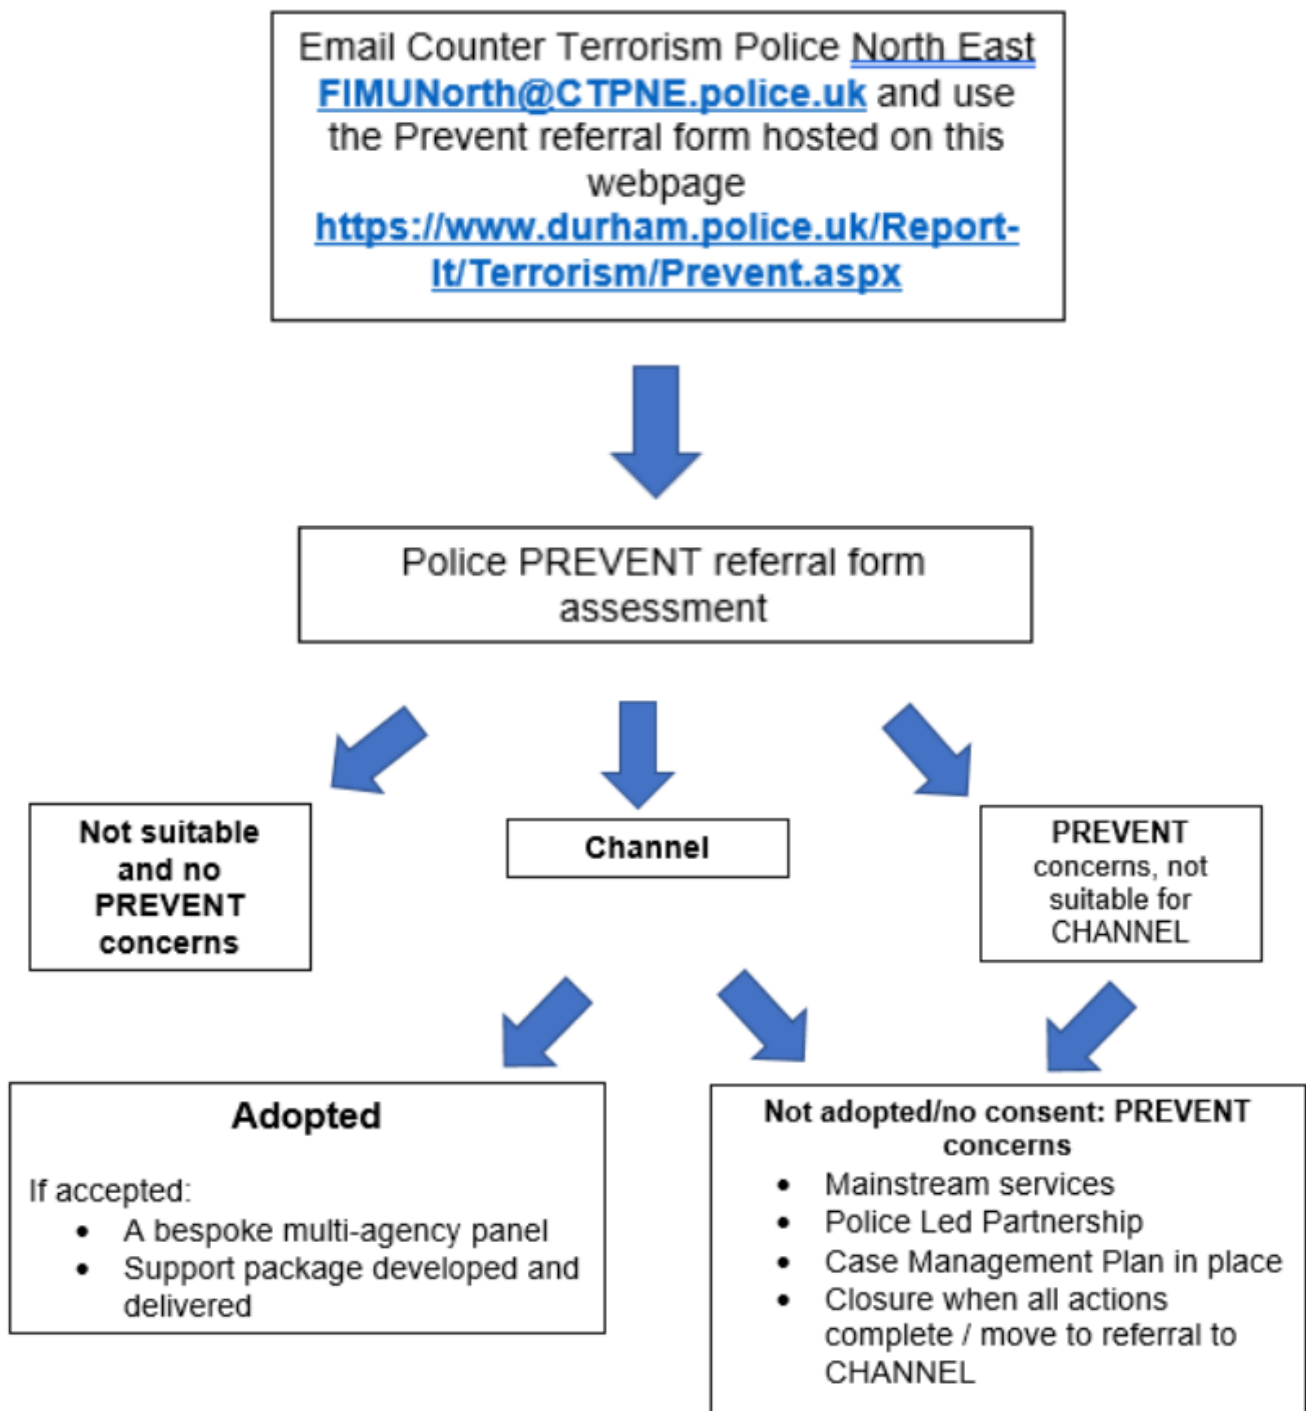 Email Counter Terrorism Police North East
FIMUNorth@CTPNE.police.uk and use
the Prevent referral form hosted on this
webpage
https://www.durham.police.uk/Report-
It/Terrorism/Prevent.aspx
Police PREVENT referral form
assessment
Not suitable
and no
PREVENT
concerns
Channel
PREVENT
concerns, not
suitable for
CHANNEL
Adopted
If accepted:
• A bespoke multi-agency panel
• Support package developed and
delivered
Not adopted/no consent: PREVENT
concerns
• Mainstream services
• Police Led Partnership
• Case Management Plan in place
• Closure when all actions
complete / move to referral to
CHANNEL